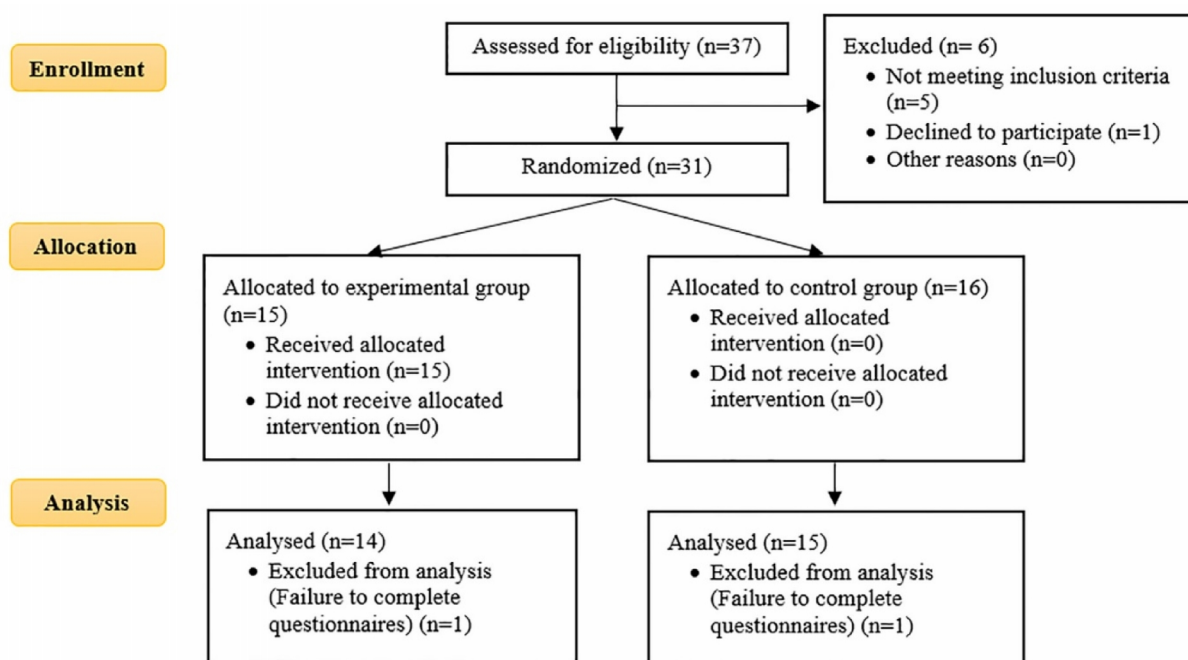 Enrollment
Assessed for eligibility (n=37)
Excluded (n= 6)
• Not meeting inclusion criteria
(n=5)
• Declined to participate (n=1)
• Other reasons (n=0)
Randomized (n=31)
Allocation
Allocated to experimental group
(n=15)
• Received allocated
intervention (n=15)
• Did not receive allocated
intervention (n=0)
Allocated to control group (n=16)
• Received allocated
intervention (n=0)
• Did not receive allocated
intervention (n=0)
Analysis
Analysed (n=14)
• Excluded from analysis
(Failure to complete
questionnaires) (n=1)
Analysed (n=15)
• Excluded from analysis
(Failure to complete
questionnaires) (n=1)